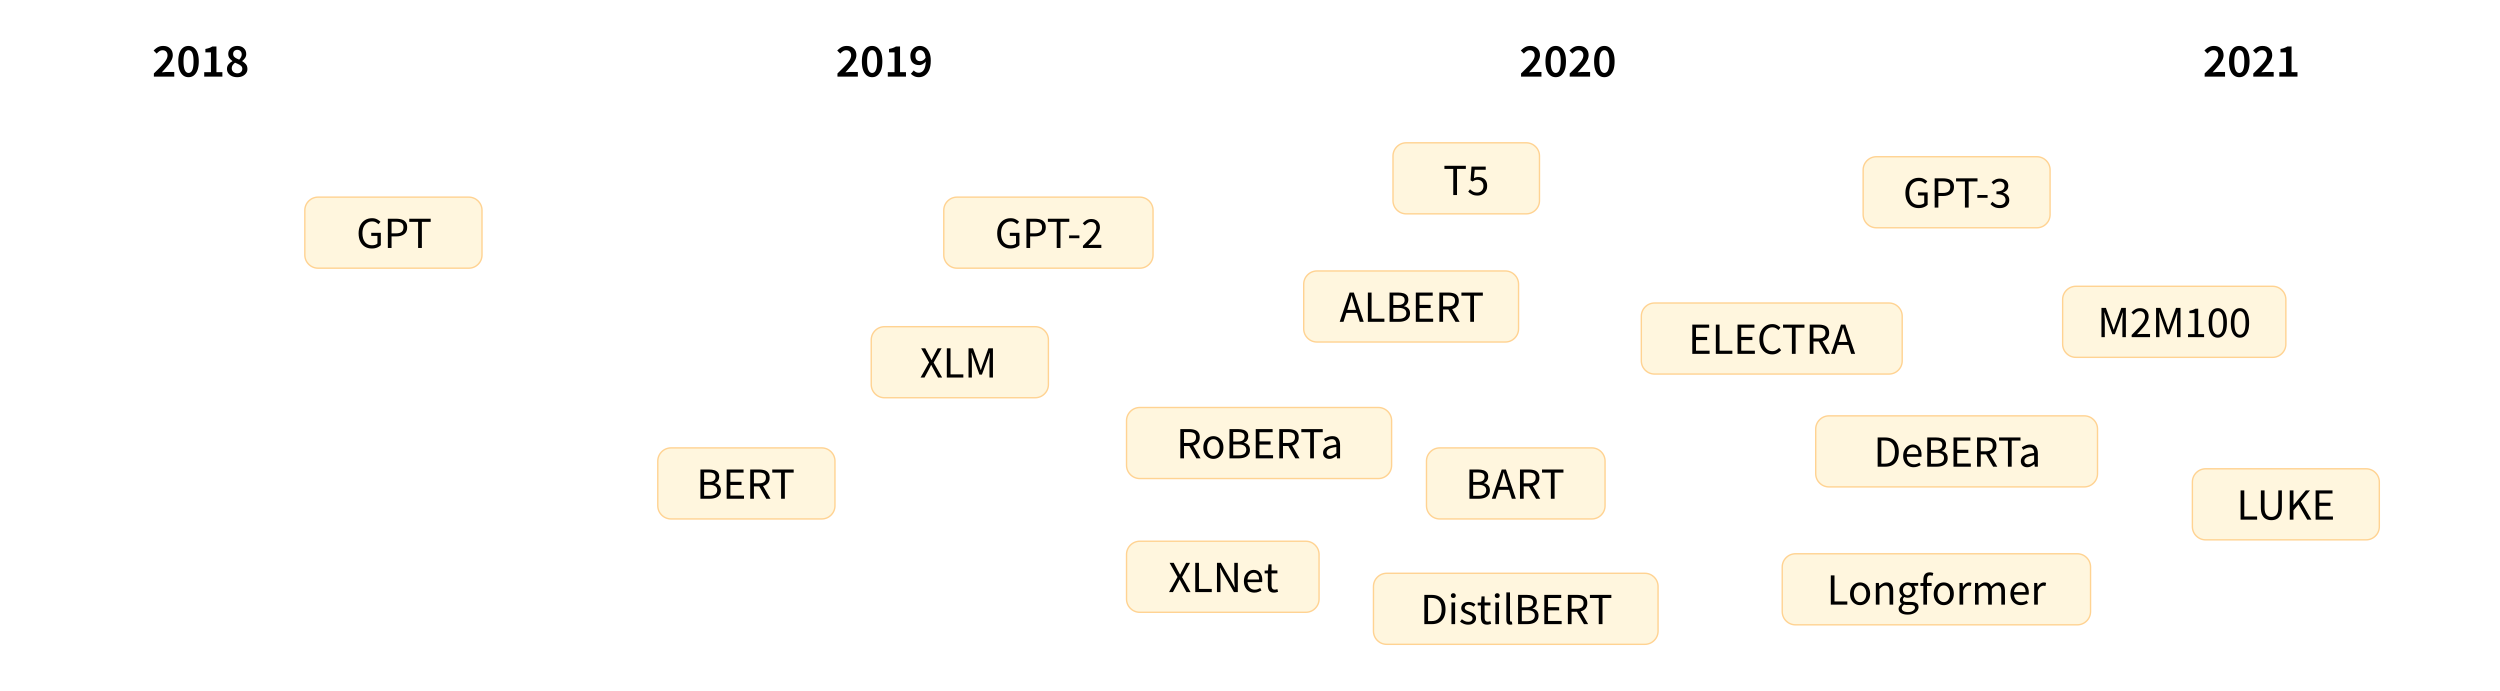 2018
2019
2020
2021
T5
GPT-3
GPT
GPT-2
ALBERT
M2M100
ELECTRA
XLM
RoBERTa
DeBERTa
BERT
BART
LUKE
XLNet
Longformer
DistilBERT